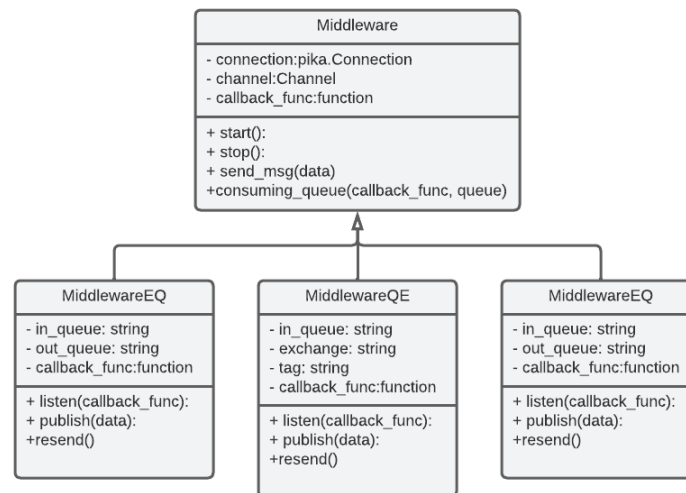 Middleware
- connection:pika.Connection
- channel:Channel
- callback_func:function
+ start():
+ stop():
+ send_msg(data)
+consuming_queue(callback_func, queue)
MiddlewareEQ
- in_queue: string
- out_queue: string
- callback_func:function
+ listen(callback_func):
+ publish(data):
+resend()
MiddlewareQE
- in_queue: string
- exchange: string
- tag: string
- callback_func:function
+ listen(callback_func):
+ publish(data):
+resend()
MiddlewareEQ
- in_queue: string
- out_queue: string
- callback_func:function
+ listen(callback_func):
+ publish(data):
+resend()